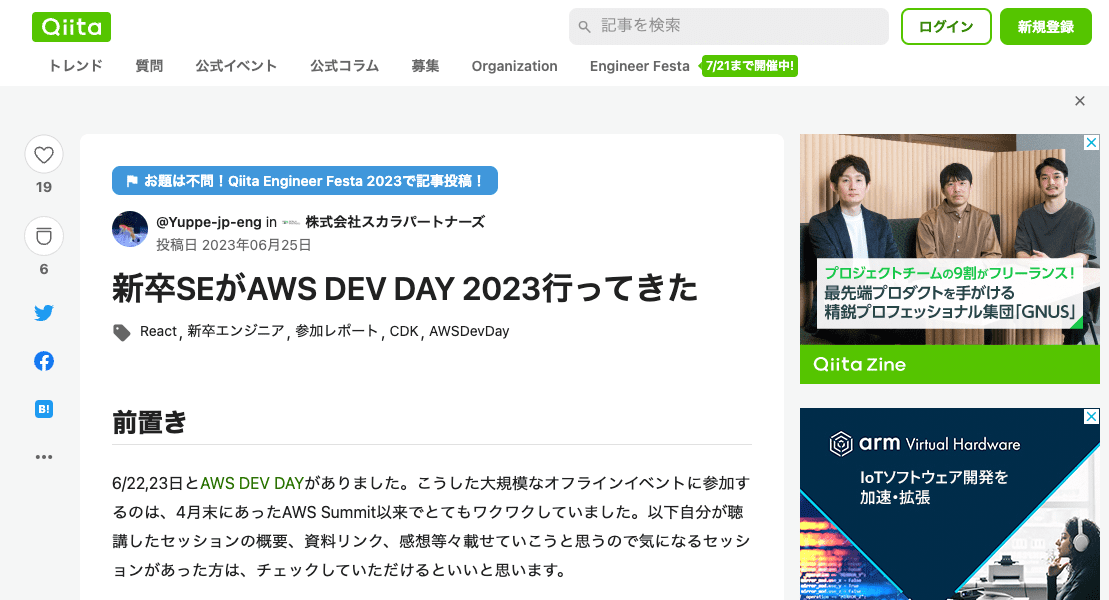 Qiita
記事を検索
ログイン
新規登録
トレンド 質問 公式イベント 公式コラム 募集 Organization Engineer Festa 7/21まで開催中!
19
6
B!
お題は不問！Qiita Engineer Festa 2023で記事投稿！
@Yuppe-jp-eng in 株式会社スカラパートナーズ
投稿日 2023年06月25日
新卒SEがAWS DEV DAY 2023行ってきた
React, 新卒エンジニア, 参加レポート, CDK, AWSDevDay
前置き
6/22,23日とAWS DEV DAYがありました。こうした大規模なオフラインイベントに参加す
るのは、4月末にあったAWS Summit以来でとてもワクワクしていました。以下自分が聴
講したセッションの概要、資料リンク、感想等々載せていこうと思うので気になるセッシ
ョンがあった方は、チェックしていただけるといいと思います。
プロジェクトチームの9割がフリーランス！
最先端プロダクトを手がける
精鋭プロフェッショナル集団「GNUS」
Qiita Zine
arm Virtual Hardware
IoTソフトウェア開発を
加速・拡張